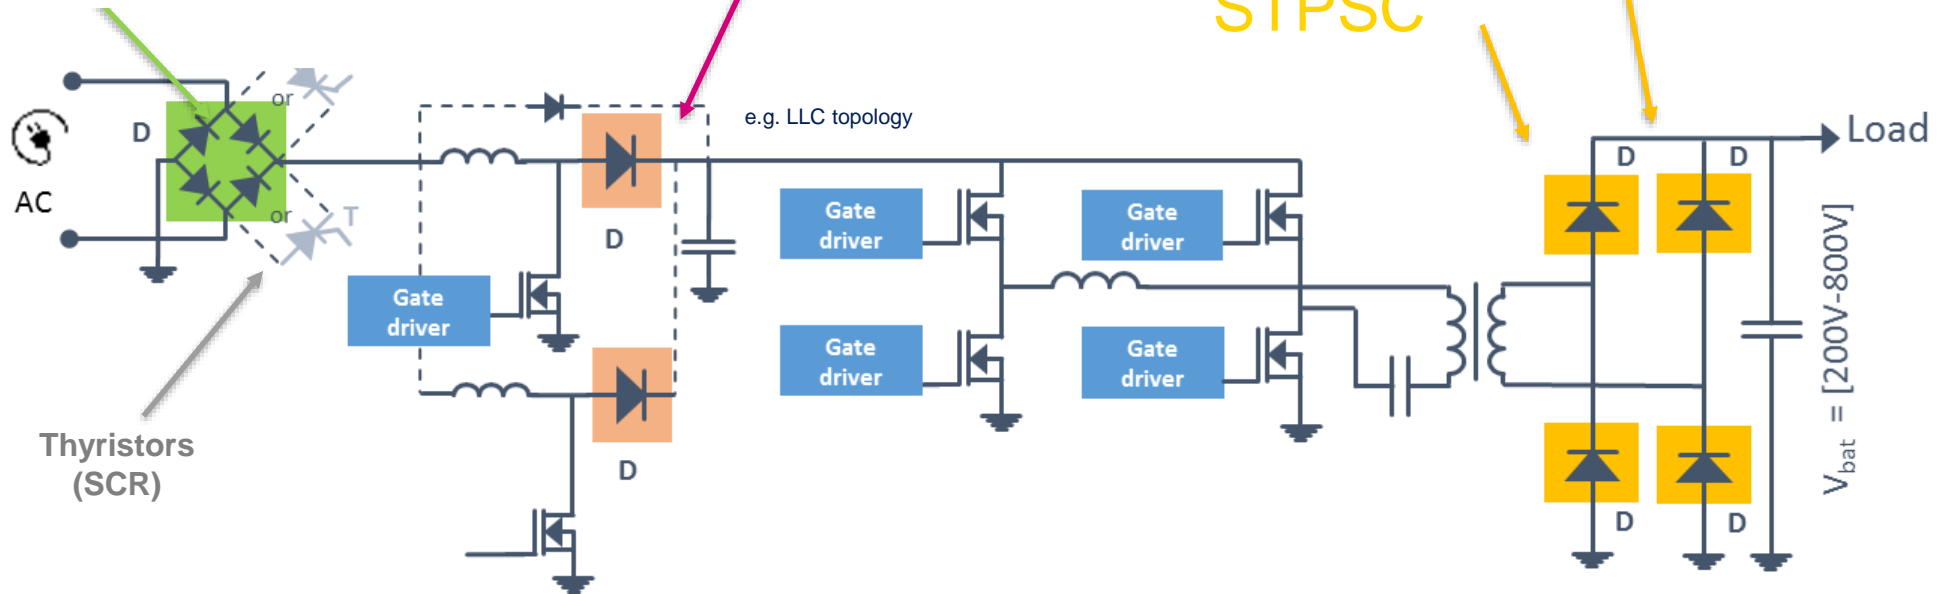 STPSC
or
D
e.g. LLC topology
Load
AC
or
T
D
D
D
Gate
driver
Gate
driver
Gate
driver
Gate
driver
Gate
driver
Thyristors
(SCR)
D
D
D
Vbat = [200V-800V]